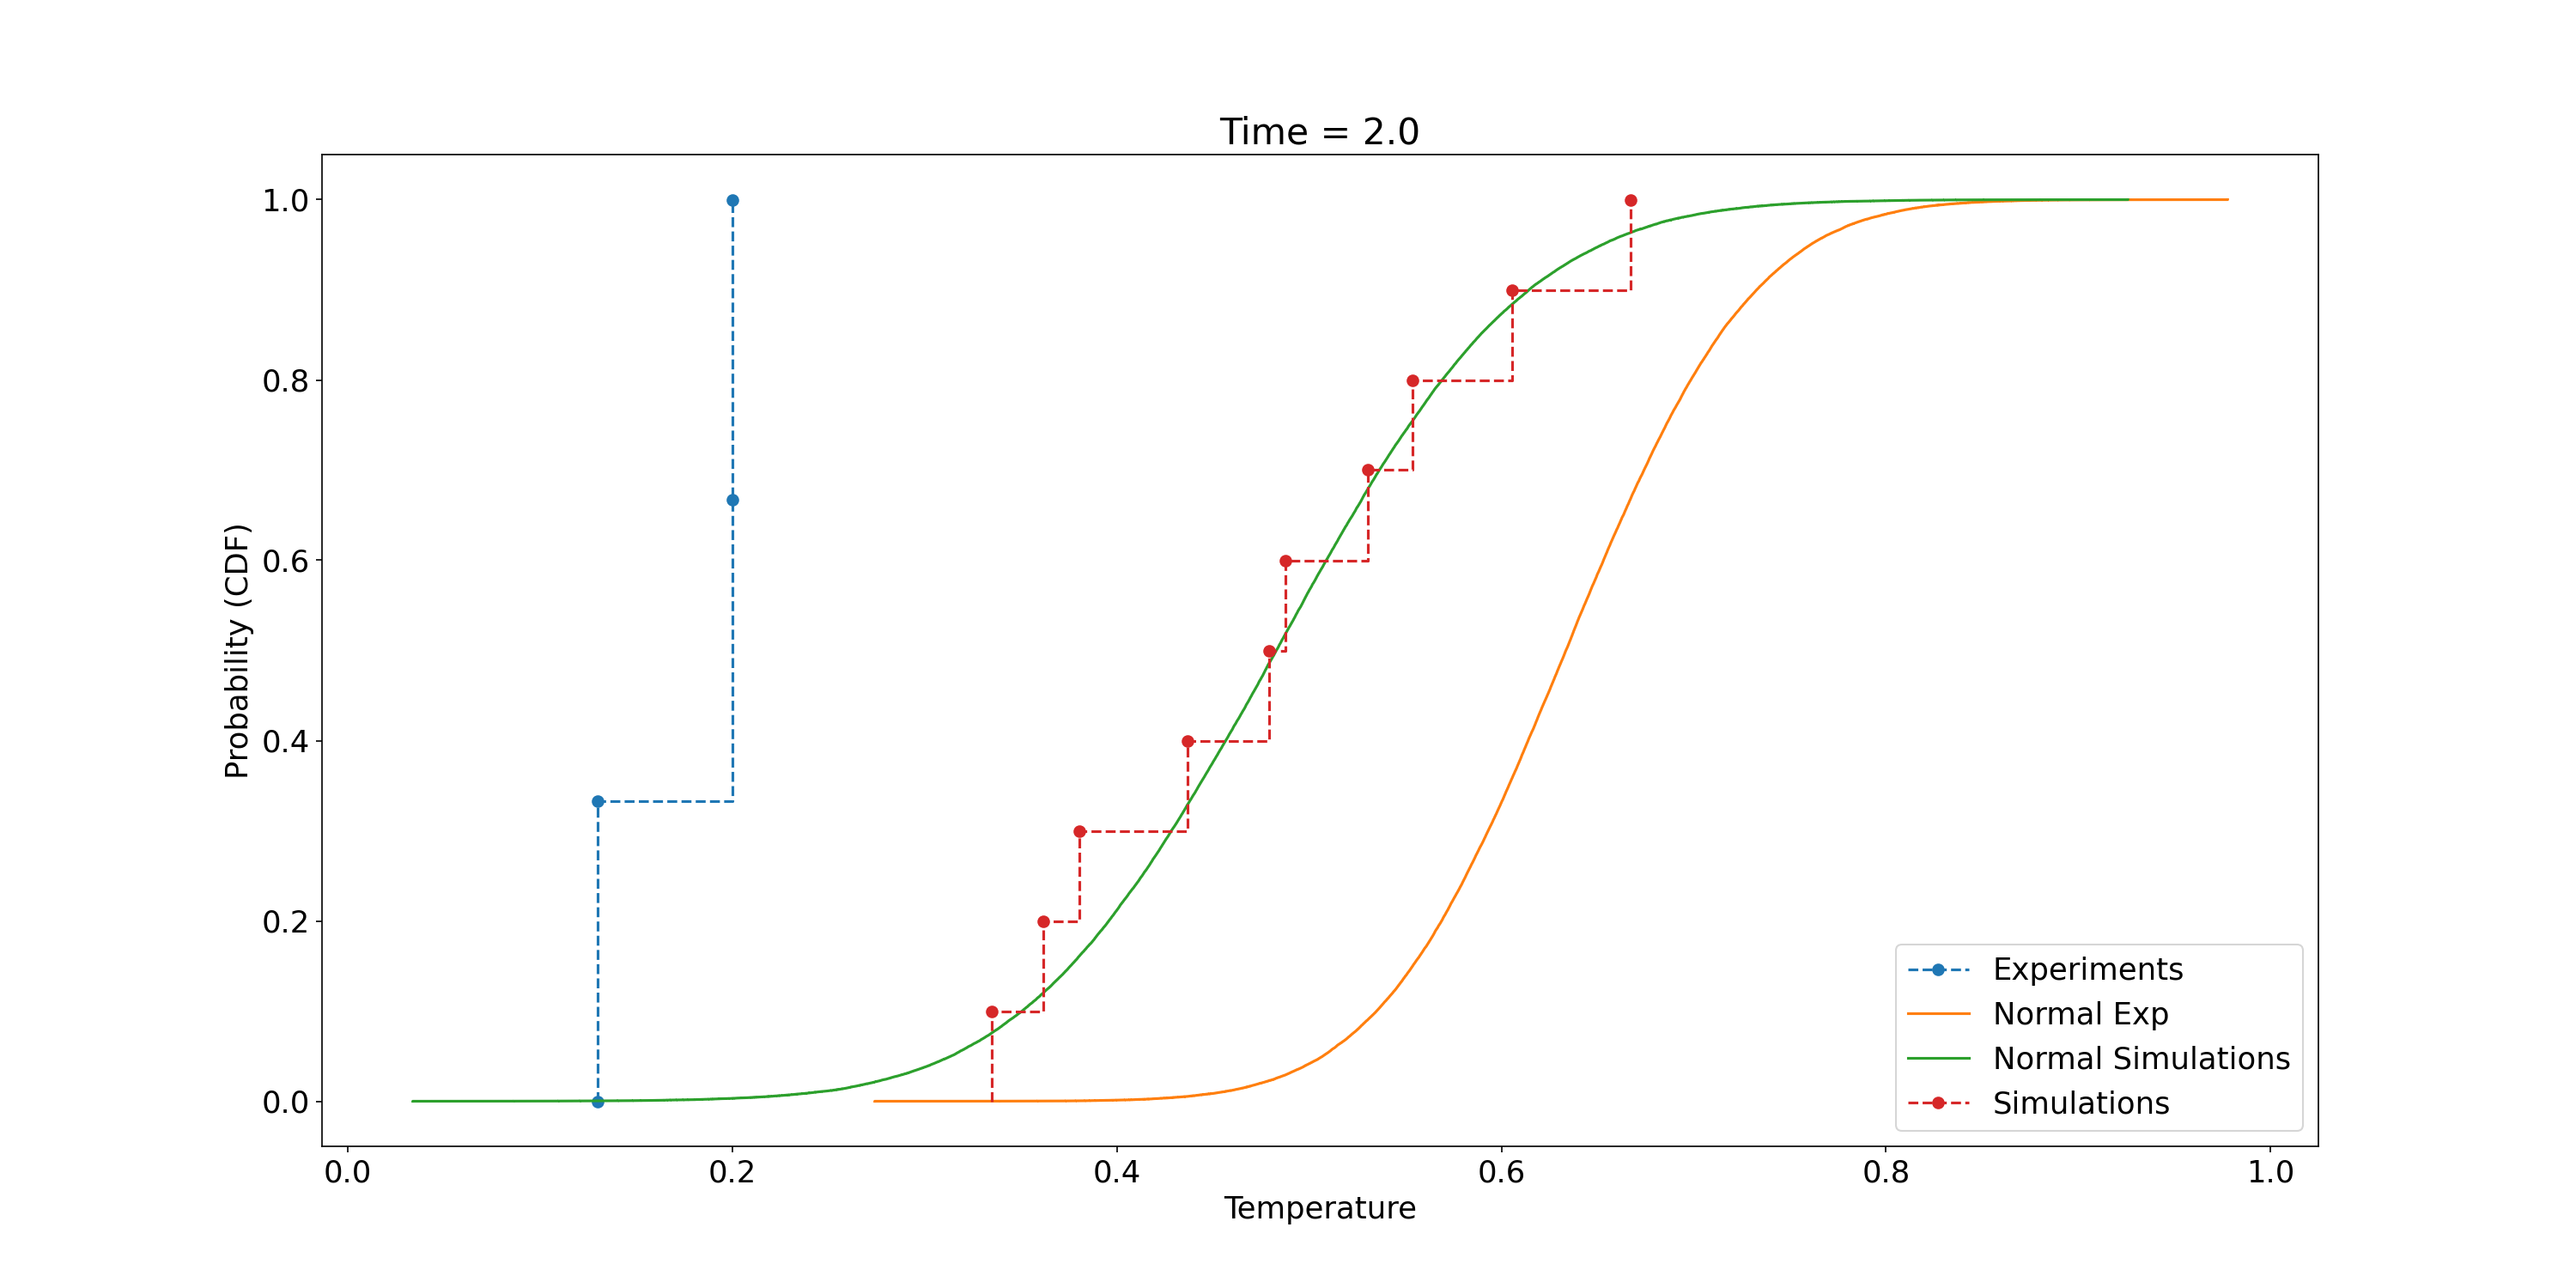 Time = 2.0
1.0
0.8
0.6
0.4
0.2
0.0
Probability (CDF)
0.0 0.2 0.4 0.6 0.8 1.0
Temperature
Experiments
Normal Exp
Normal Simulations
Simulations